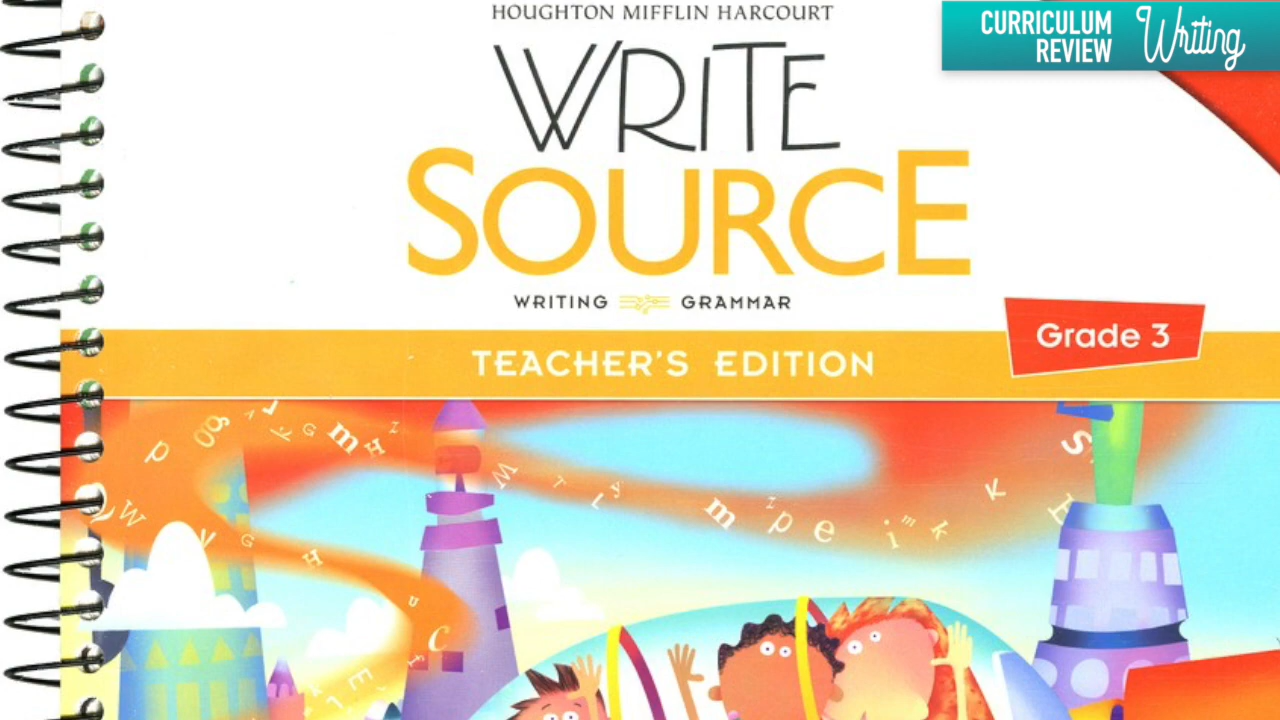 HOUGHTON MIFFLIN HARCOURT
CURRICULUM
REVIEW
Writing
WRITE
SOURCE
WRITING GRAMMAR
Grade 3
TEACHER'S EDITION